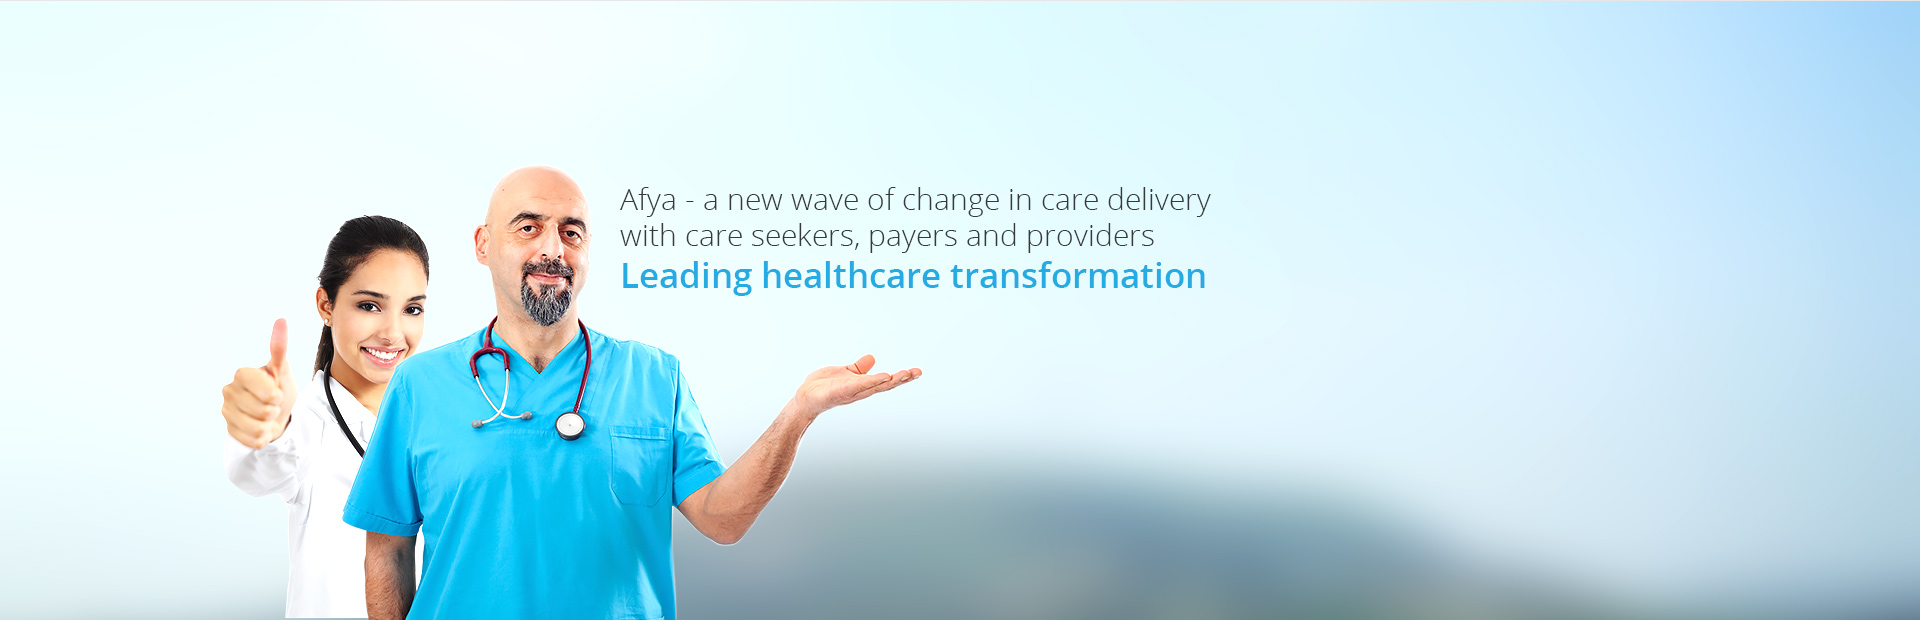 Afya - a new wave of change in care delivery
with care seekers, payers and providers
Leading healthcare transformation